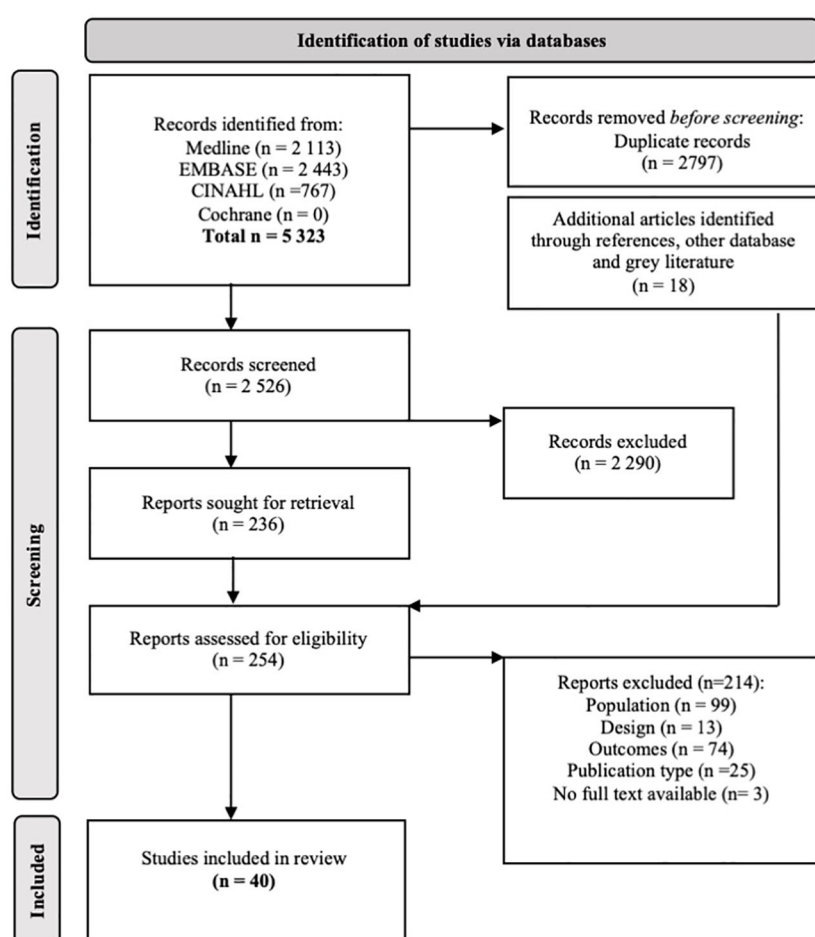 Identification of studies via databases
Identification
Records identified from:
Medline (n = 2 113)
EMBASE (n = 2 443)
CINAHL (n =767)
Cochrane (n = 0)
Total n = 5 323
Records removed before screening:
Duplicate records
(n = 2797)
Additional articles identified
through references, other database
and grey literature
(n = 18)
Screening
Records screened
(n = 2 526)
Records excluded
(n = 2 290)
Reports sought for retrieval
(n = 236)
Reports assessed for eligibility
(n = 254)
Reports excluded (n=214):
Population (n = 99)
Design (n = 13)
Outcomes (n = 74)
Publication type (n =25)
No full text available (n= 3)
Included
Studies included in review
(n = 40)